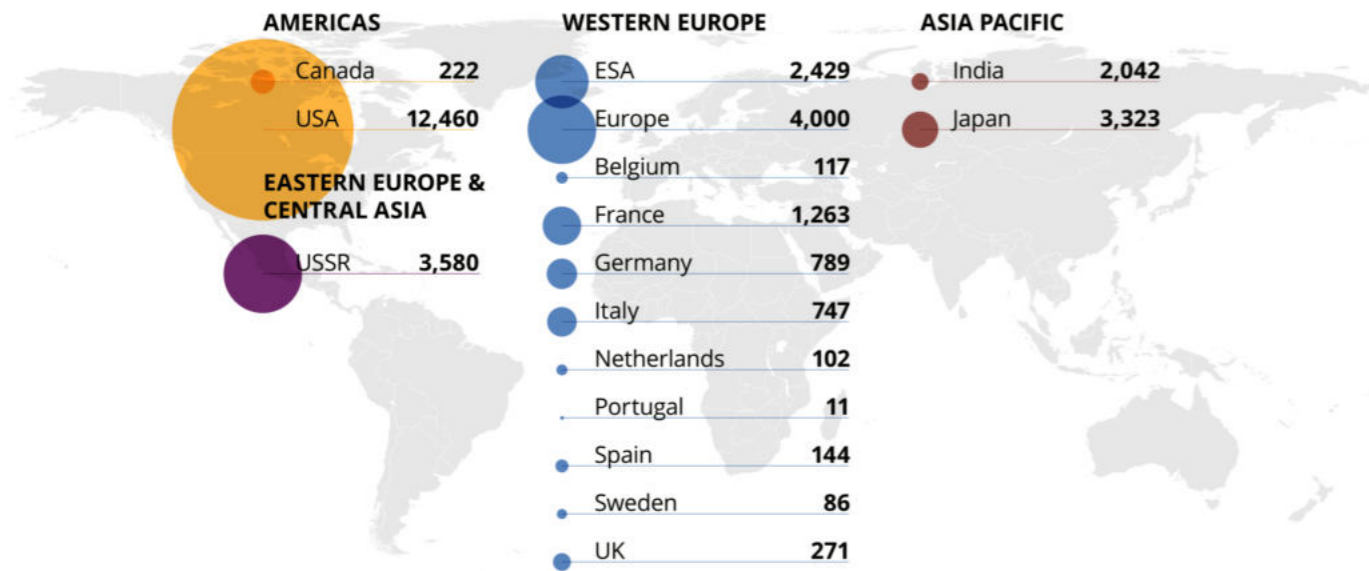 AMERICAS
Canada 222
USA 12,460
EASTERN EUROPE &
CENTRAL ASIA
USSR 3,580
WESTERN EUROPE
ESA 2,429
Europe 4,000
Belgium 117
France 1,263
Germany 789
Italy 747
Netherlands 102
Portugal 11
Spain 144
Sweden 86
UK 271
ASIA PACIFIC
India 2,042
Japan 3,323